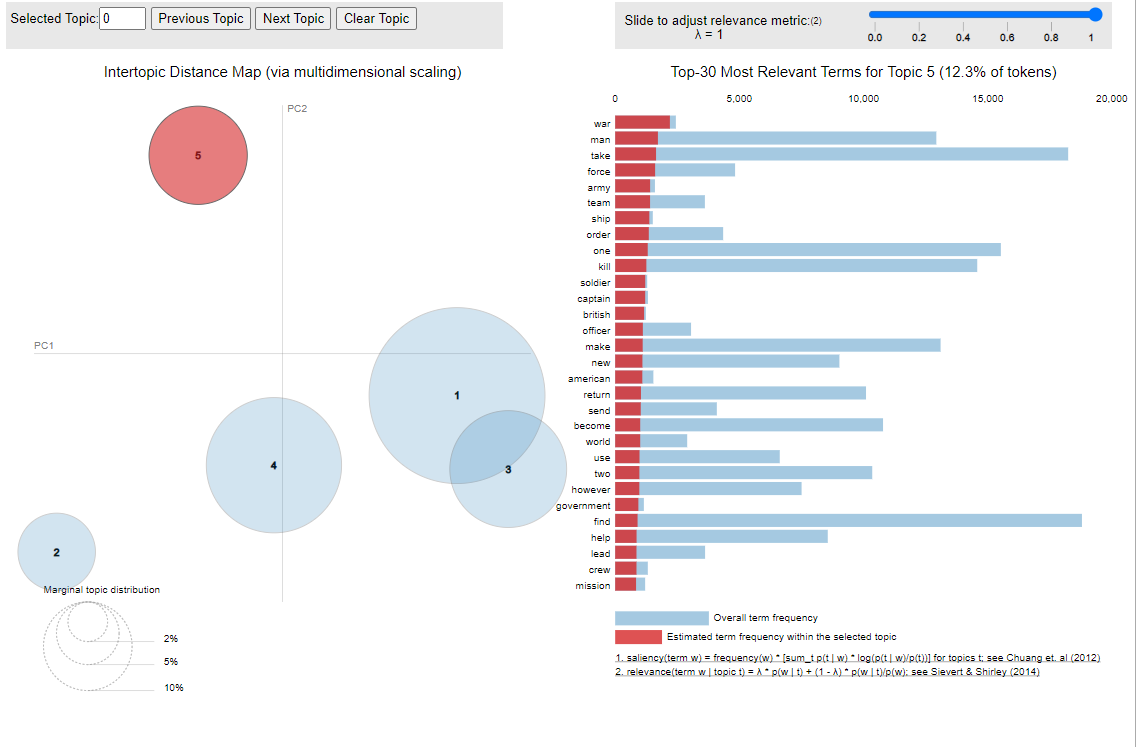 Selected Topic: 0 Previous Topic Next Topic Clear Topic
Slide to adjust relevance metric:(2)
λ = 1
0.0 0.2 0.4 0.6 0.8 1
Intertopic Distance Map (via multidimensional scaling)
PC2
PC1
5
1
3
4
2
Marginal topic distribution
2%
5%
10%
Top-30 Most Relevant Terms for Topic 5 (12.3% of tokens)
0 5,000 10,000 15,000 20,000
war
man
take
force
army
team
ship
order
one
kill
soldier
captain
british
officer
make
new
american
return
send
become
world
use
two
however
government
find
help
lead
crew
mission
Overall term frequency
Estimated term frequency within the selected topic
1. saliency(term w) = frequency(w) * [sum_t p(t | w) * log(p(t | w)/p(t))] for topics t; see Chuang et. al (2012)
2. relevance(term w | topic t) = λ * p(w | t) + (1 - λ) * p(w | t)/p(w); see Sievert & Shirley (2014)